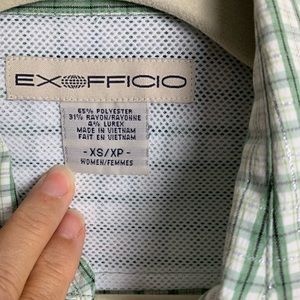 EXOFFICIO
65% POLYESTER
31% RAYON/RAYONNE
4% LUREX
MADE IN VIETNAM
FAIT EN VIETNAM
- XS/XP -
WOMEN/FEMMES